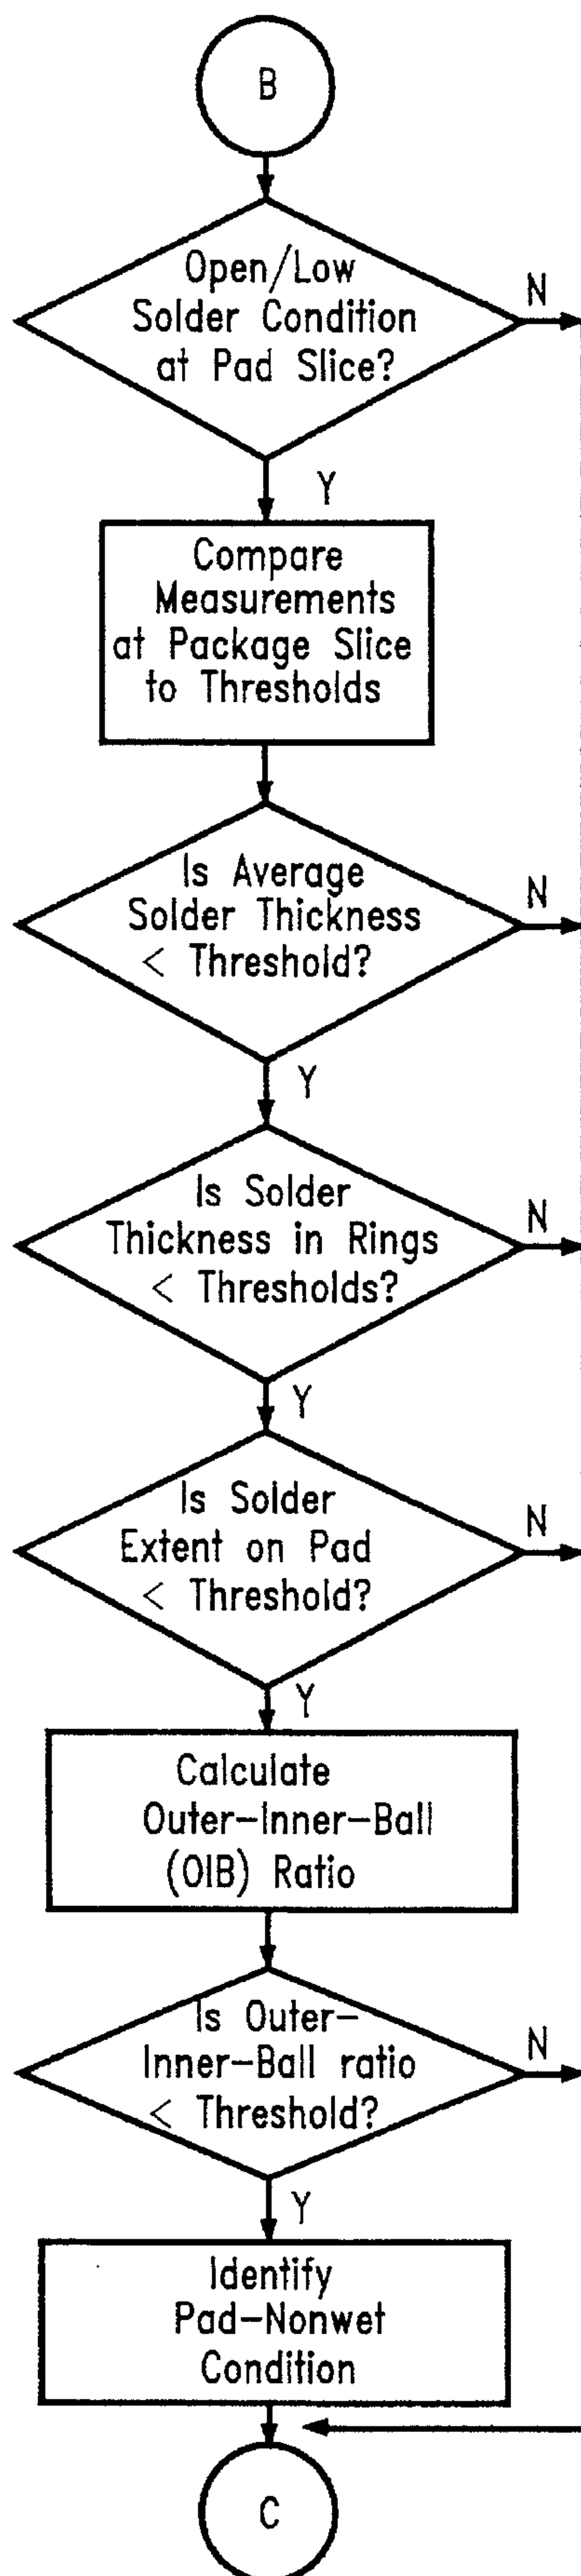 B
Open/Low
Solder Condition
at Pad Slice?
N
Y
Compare
Measurements
at Package Slice
to Thresholds
Is Average
Solder Thickness
< Threshold?
N
Y
Is Solder
Thickness in Rings
< Thresholds?
N
Y
Is Solder
Extent on Pad
< Threshold?
N
Y
Calculate
Outer-Inner-Ball
(OIB) Ratio
Is Outer-
Inner-Ball ratio
< Threshold?
N
Y
Identify
Pad-Nonwet
Condition
C